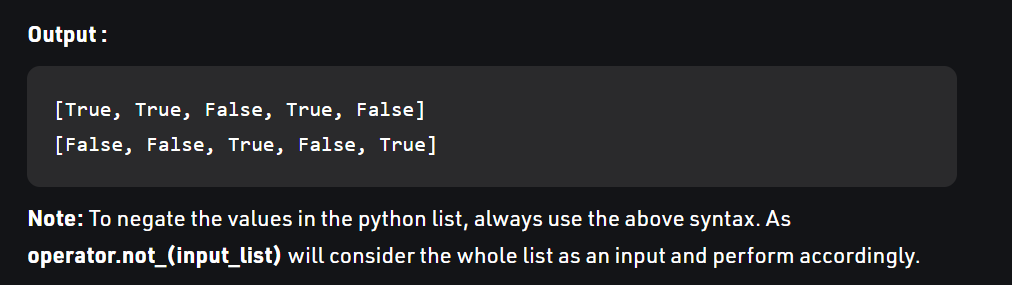 Output :
[True, True, False, True, False]
[False, False, True, False, True]
Note: To negate the values in the python list, always use the above syntax. As
operator.not_(input_list) will consider the whole list as an input and perform accordingly.